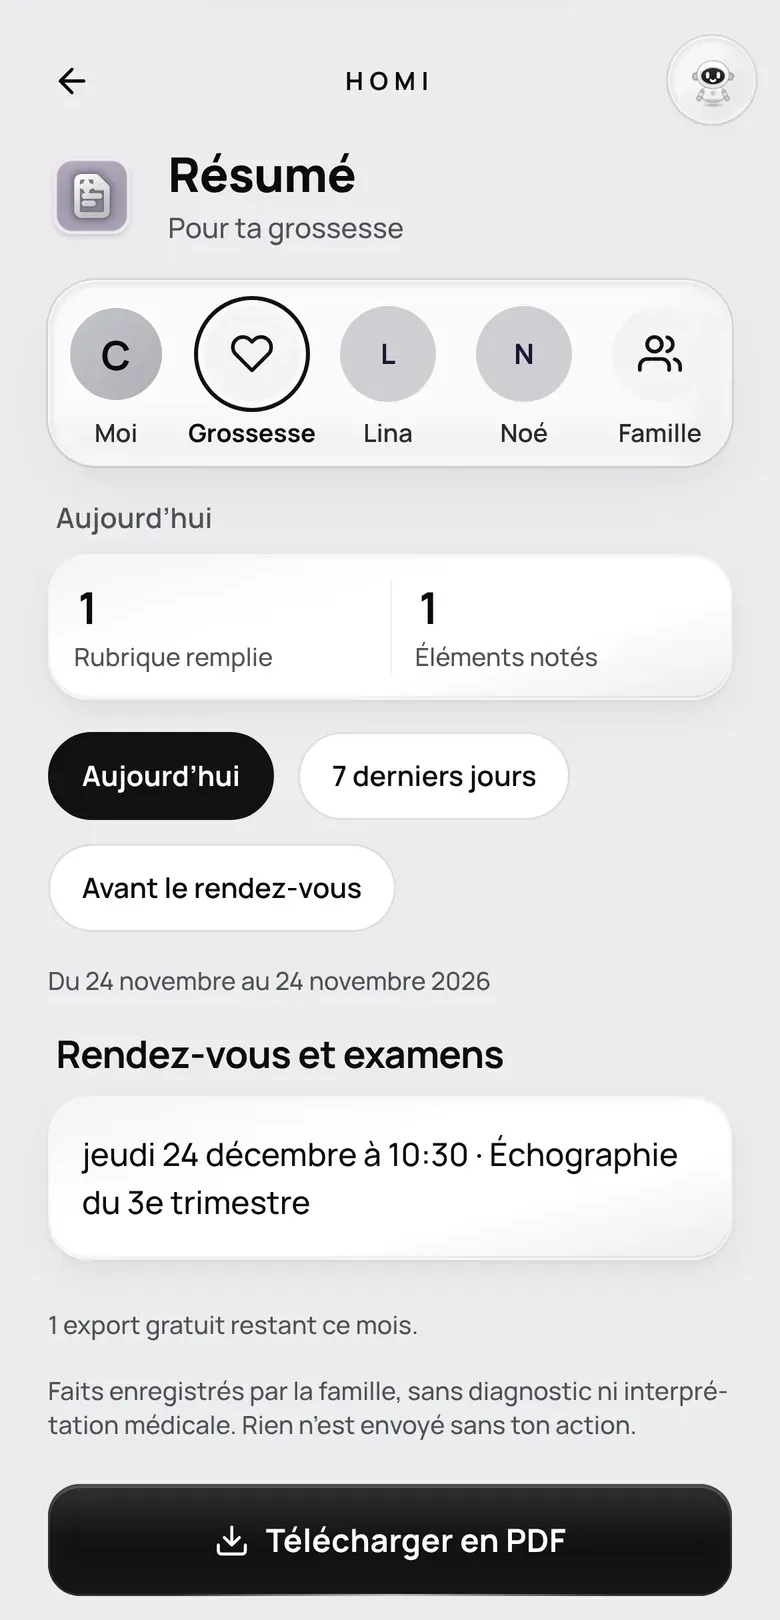 HOMI
Résumé
Pour ta grossesse
C
L
N
Moi
Grossesse
Lina
Noé
Famille
Aujourd’hui
1
Rubrique remplie
1
Éléments notés
Aujourd’hui
7 derniers jours
Avant le rendez-vous
Du 24 novembre au 24 novembre 2026
Rendez-vous et examens
jeudi 24 décembre à 10:30 · Échographie
du 3e trimestre
1 export gratuit restant ce mois.
Faits enregistrés par la famille, sans diagnostic ni interpré-
tation médicale. Rien n’est envoyé sans ton action.
Télécharger en PDF